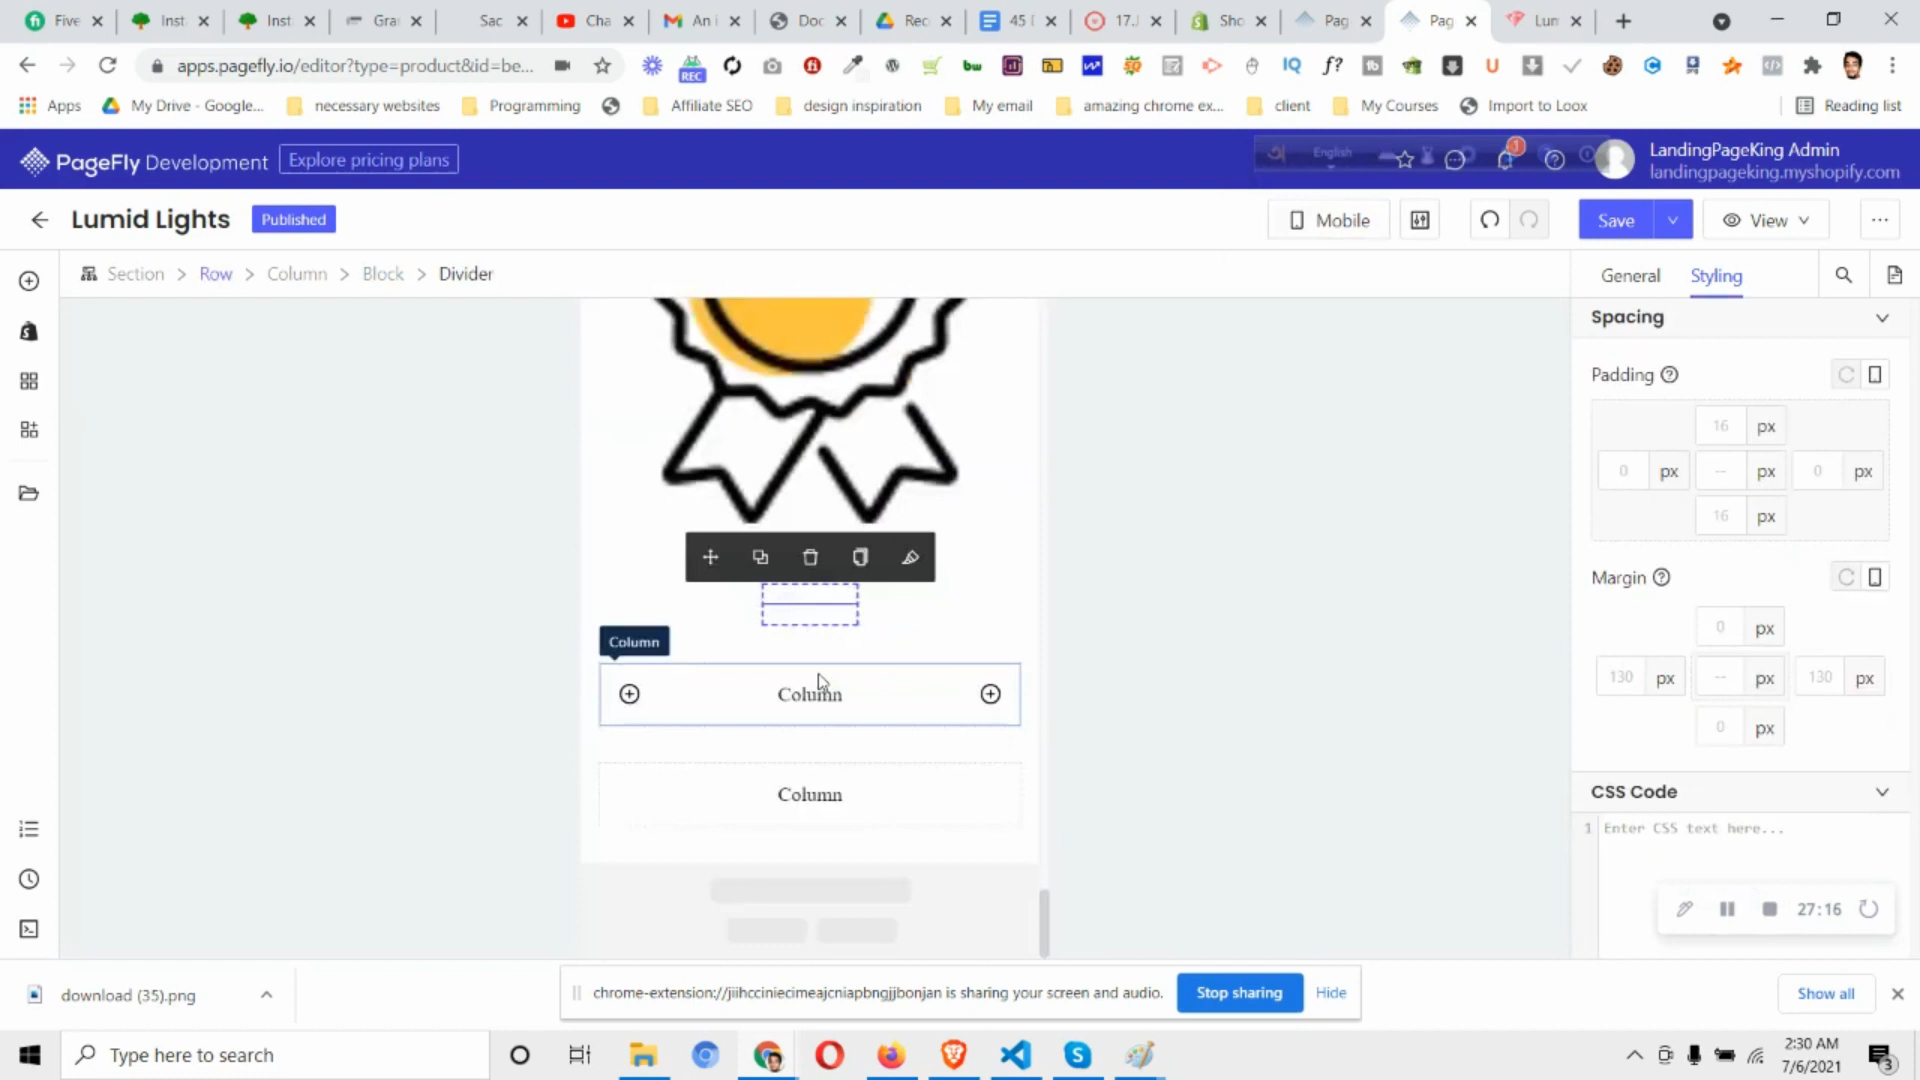 Five
Inst
Inst
Gra
Sac
Cha
An i
Doc
Rec
45 f
17.
Sho
Pag
Pag
Lum
apps.pagefly.io/editor?type=product&id=be...
Apps
My Drive - Google...
necessary websites
Programming
Affiliate SEO
design inspiration
My email
amazing chrome ex...
client
My Courses
Import to Loox
Reading list
PageFly Development
Explore pricing plans
English
1
LandingPageKing Admin
landingpageking.myshopify.com
Lumid Lights
Published
Mobile
Save
View
Section > Row > Column > Block > Divider
General
Styling
Spacing
Padding
16 px
0 px
-- px
0 px
16 px
Margin
0 px
130 px
-- px
130 px
0 px
CSS Code
1 Enter CSS text here...
27:16
Column
Column
Column
download (35).png
chrome-extension://jiihcciniecimeajcniapbngjjbonjan is sharing your screen and audio.
Stop sharing
Hide
Show all
Type here to search
2:30 AM
7/6/2021
3